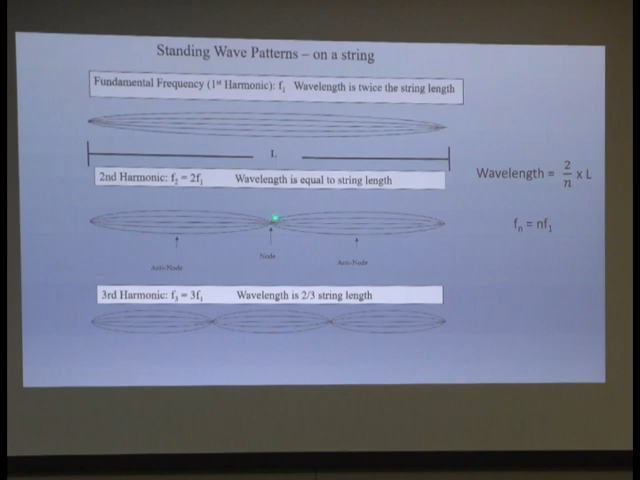 Standing Wave Patterns – on a string
Fundamental Frequency (1st Harmonic): f1 Wavelength is twice the string length
L
2nd Harmonic: f2 = 2f1 Wavelength is equal to string length
Wavelength = 2/n x L
fn = nf1
Anti-Node
Node
Anti-Node
3rd Harmonic: f3 = 3f1 Wavelength is 2/3 string length